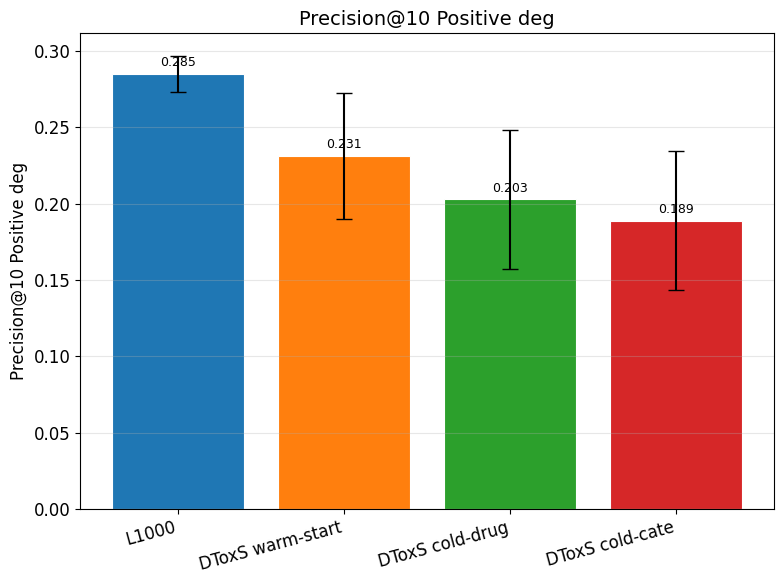 Precision@10 Positive deg
Precision@10 Positive deg
0.30
0.25
0.20
0.15
0.10
0.05
0.00
0.285
0.231
0.203
0.189
L1000
DToxS warm-start
DToxS cold-drug
DToxS cold-cate